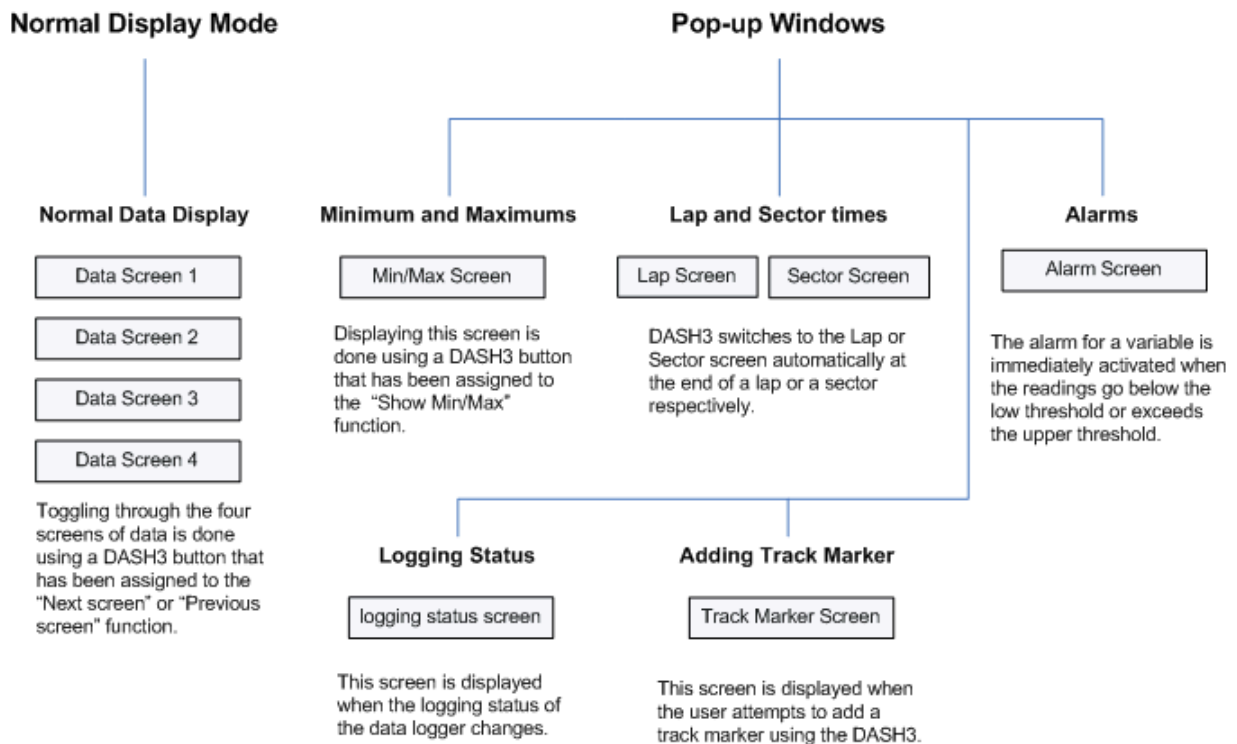 Normal Display Mode
Pop-up Windows
Normal Data Display
Data Screen 1
Data Screen 2
Data Screen 3
Data Screen 4
Toggling through the four
screens of data is done
using a DASH3 button that
has been assigned to the
“Next screen” or “Previous
screen” function.
Minimum and Maximums
Min/Max Screen
Displaying this screen is
done using a DASH3 button
that has been assigned to
the “Show Min/Max”
function.
Lap and Sector times
Lap Screen
Sector Screen
DASH3 switches to the Lap or
Sector screen automatically at
the end of a lap or a sector
respectively.
Alarms
Alarm Screen
The alarm for a variable is
immediately activated when
the readings go below the
low threshold or exceeds
the upper threshold.
Logging Status
logging status screen
This screen is displayed
when the logging status of
the data logger changes.
Adding Track Marker
Track Marker Screen
This screen is displayed when
the user attempts to add a
track marker using the DASH3.